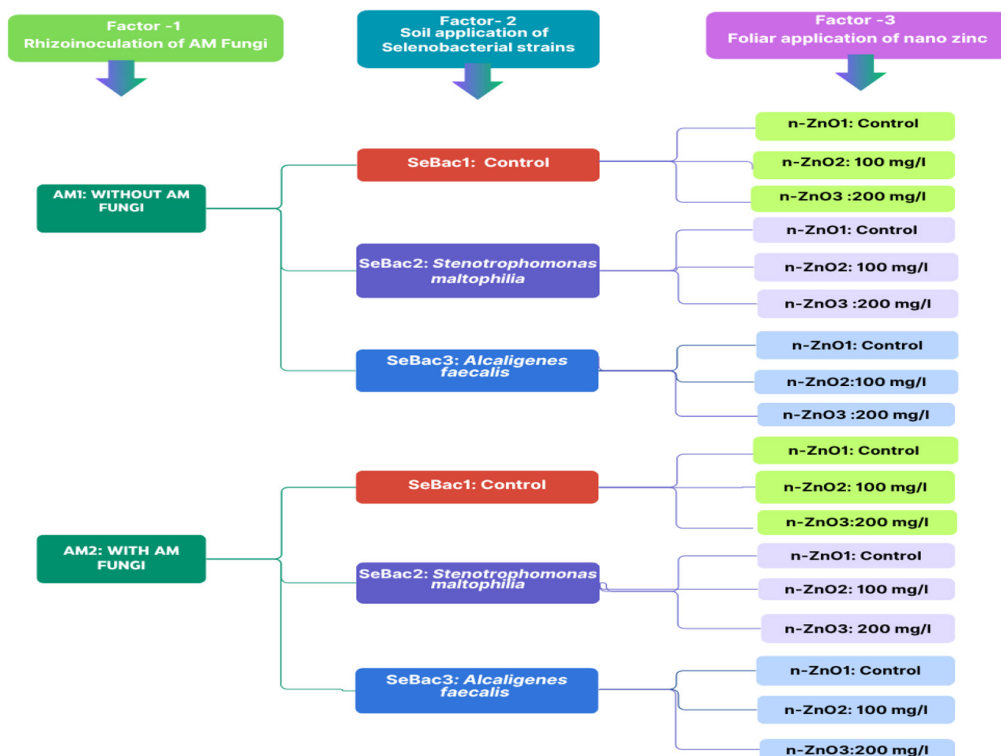 Factor -1
Rhizoinoculation of AM Fungi
Factor- 2
Soil application of
Selenobacterial strains
Factor -3
Foliar application of nano zinc
AM1: WITHOUT AM
FUNGI
SeBac1: Control
n-ZnO1: Control
n-ZnO2: 100 mg/l
n-ZnO3 :200 mg/l
SeBac2: Stenotrophomonas
maltophilia
n-ZnO1: Control
n-ZnO2: 100 mg/l
n-ZnO3 :200 mg/l
SeBac3: Alcaligenes
faecalis
n-ZnO1: Control
n-ZnO2:100 mg/l
n-ZnO3 :200 mg/l
AM2: WITH AM
FUNGI
SeBac1: Control
n-ZnO1: Control
n-ZnO2: 100 mg/l
n-ZnO3:200 mg/l
SeBac2: Stenotrophomonas
maltophilia
n-ZnO1: Control
n-ZnO2: 100 mg/l
n-ZnO3: 200 mg/l
SeBac3: Alcaligenes
faecalis
n-ZnO1: Control
n-ZnO2: 100 mg/l
n-ZnO3:200 mg/l